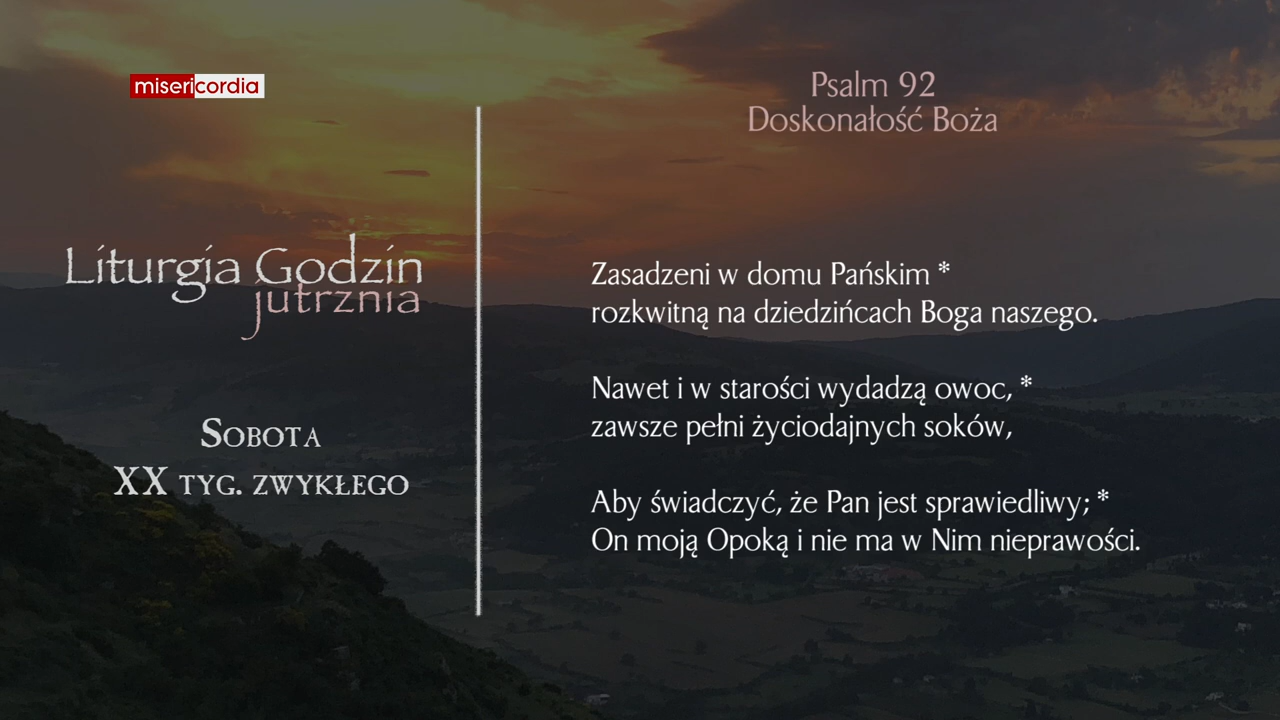 misericordia
Liturgia Godzin
jutrznia
Sobota
XX tyg. zwykłego
Psalm 92
Doskonałość Boża
Zasadzeni w domu Pańskim *
rozkwitną na dziedzińcach Boga naszego.
Nawet i w starości wydadzą owoc, *
zawsze pełni życiodajnych soków,
Aby świadczyć, że Pan jest sprawiedliwy; *
On moją Opoką i nie ma w Nim nieprawości.